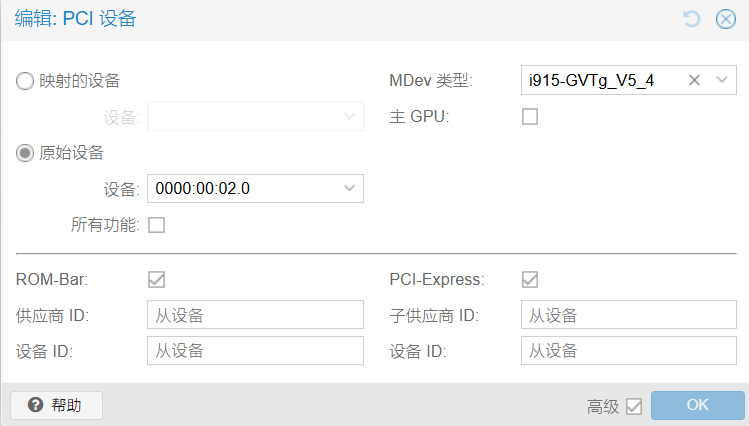 编辑: PCI 设备
映射的设备 MDev 类型: i915-GVTg_V5_4
设备: 主 GPU:
原始设备
设备: 0000:00:02.0
所有功能:
ROM-Bar: PCI-Express:
供应商 ID: 从设备 子供应商 ID: 从设备
设备 ID: 从设备 设备 ID: 从设备
帮助 高级 OK